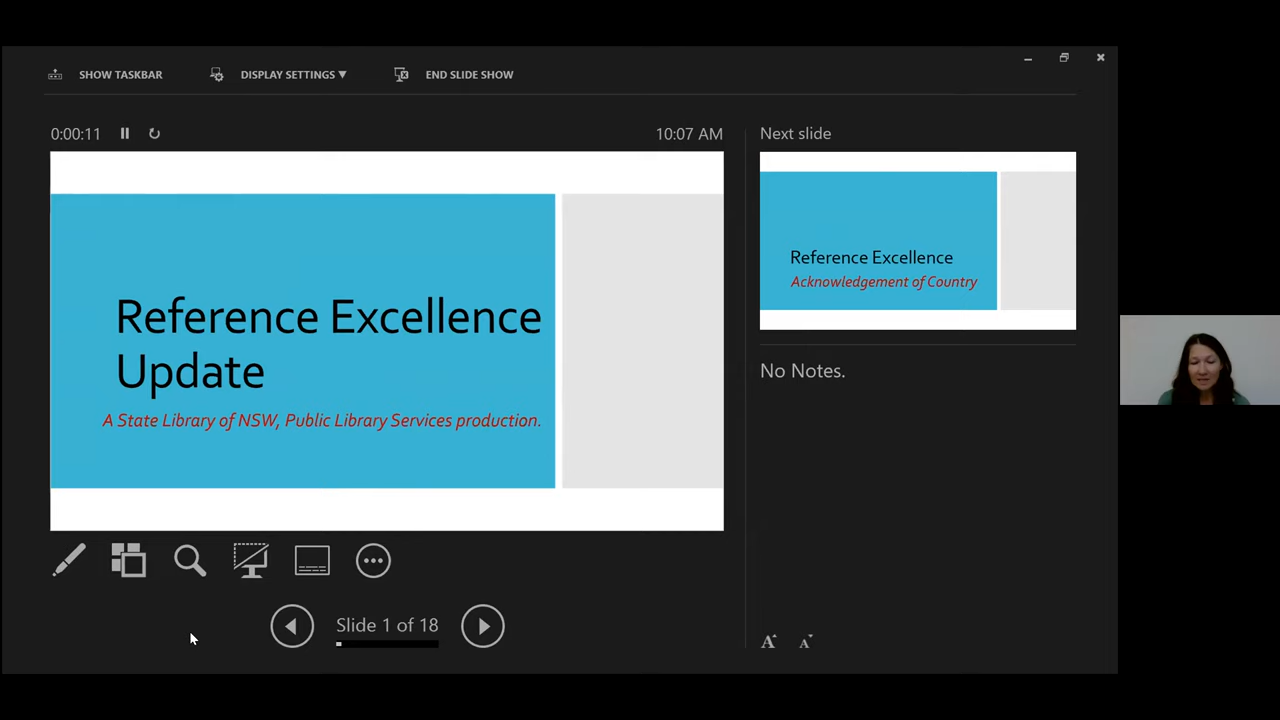 SHOW TASKBAR
DISPLAY SETTINGS ▼
END SLIDE SHOW
0:00:11
10:07 AM
Reference Excellence
Update
A State Library of NSW, Public Library Services production.
Slide 1 of 18
Next slide
Reference Excellence
Acknowledgement of Country
No Notes.
A A